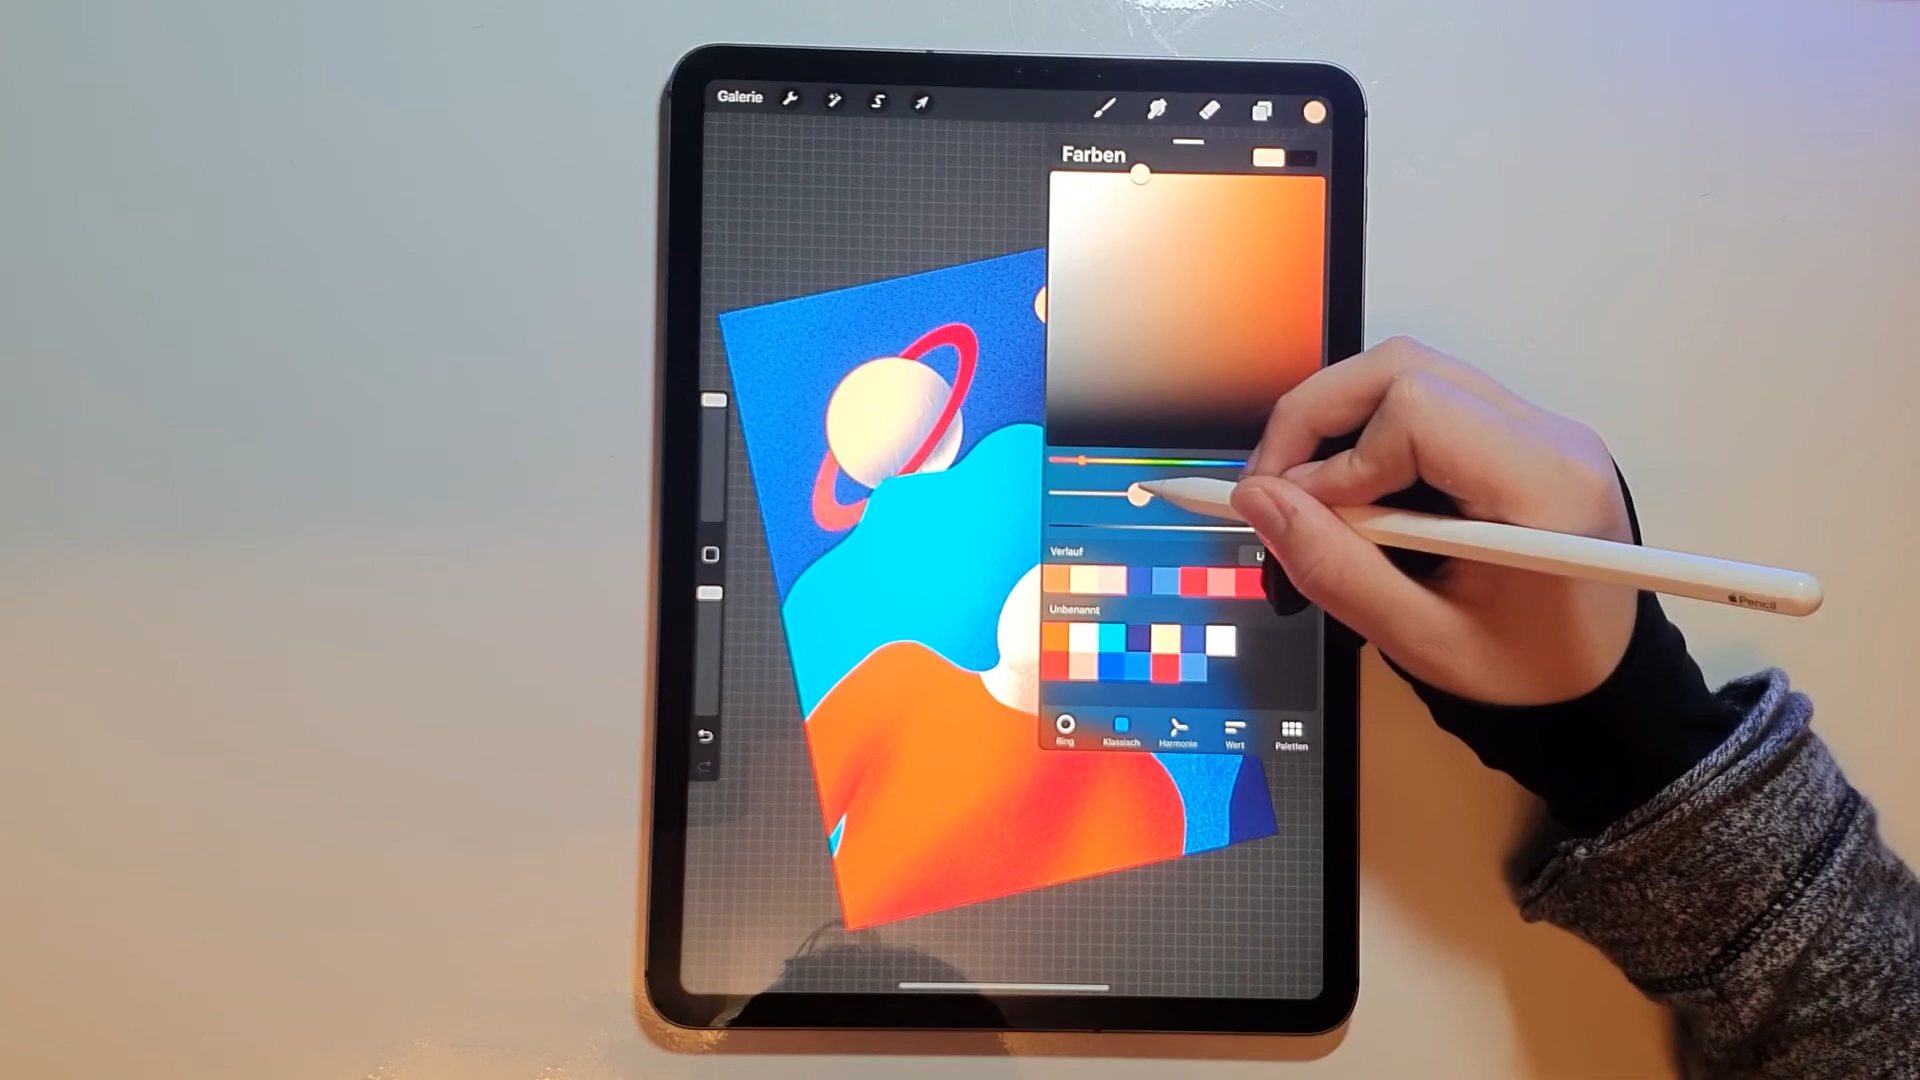 Galerie
Farben
Verlauf
Unbenannt
Ring
Klassisch
Harmonie
Wert
Paletten
Pencil